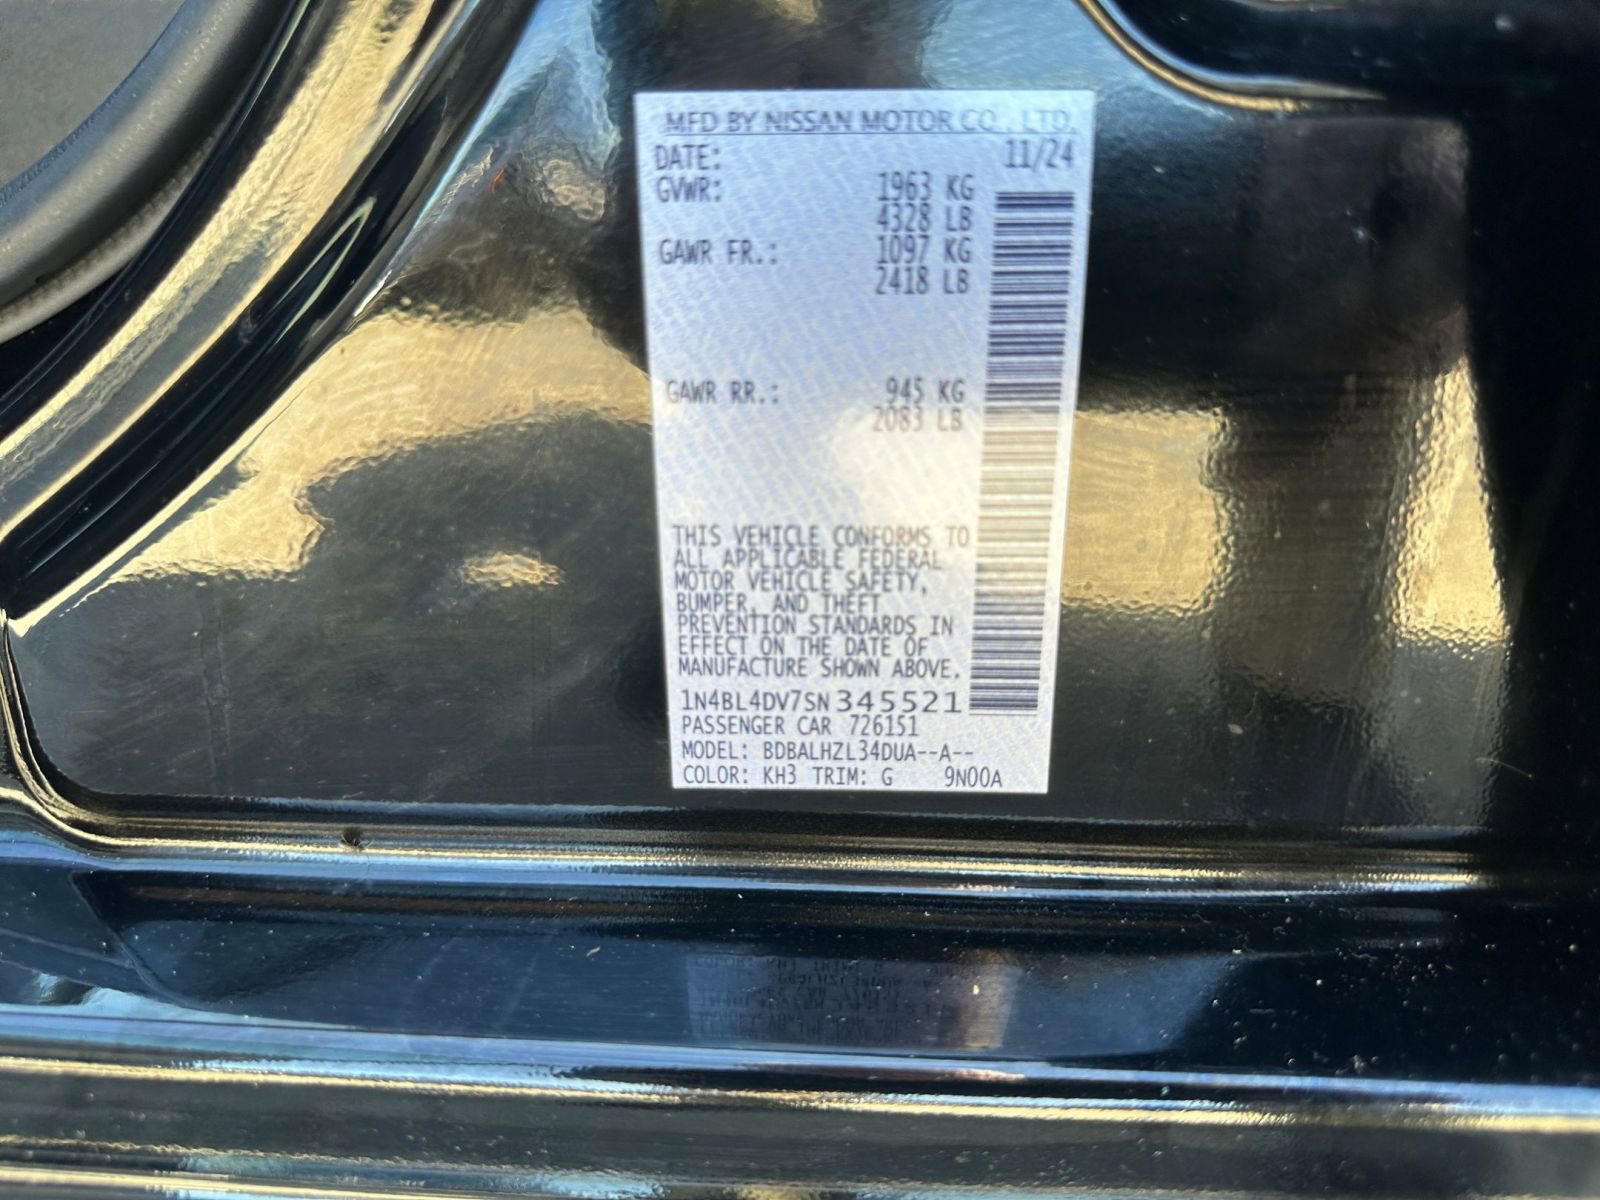 MFD BY NISSAN MOTOR CO., LTD.
DATE: 11/24
GVWR: 1963 KG
4328 LB
GAWR FR.: 1097 KG
2418 LB
GAWR RR.: 945 KG
2083 LB
THIS VEHICLE CONFORMS TO
ALL APPLICABLE FEDERAL
MOTOR VEHICLE SAFETY,
BUMPER, AND THEFT
PREVENTION STANDARDS IN
EFFECT ON THE DATE OF
MANUFACTURE SHOWN ABOVE.
1N4BL4DV7SN345521
PASSENGER CAR 726151
MODEL: BDBALHZL34DUA--A--
COLOR: KH3 TRIM: G 9N00A